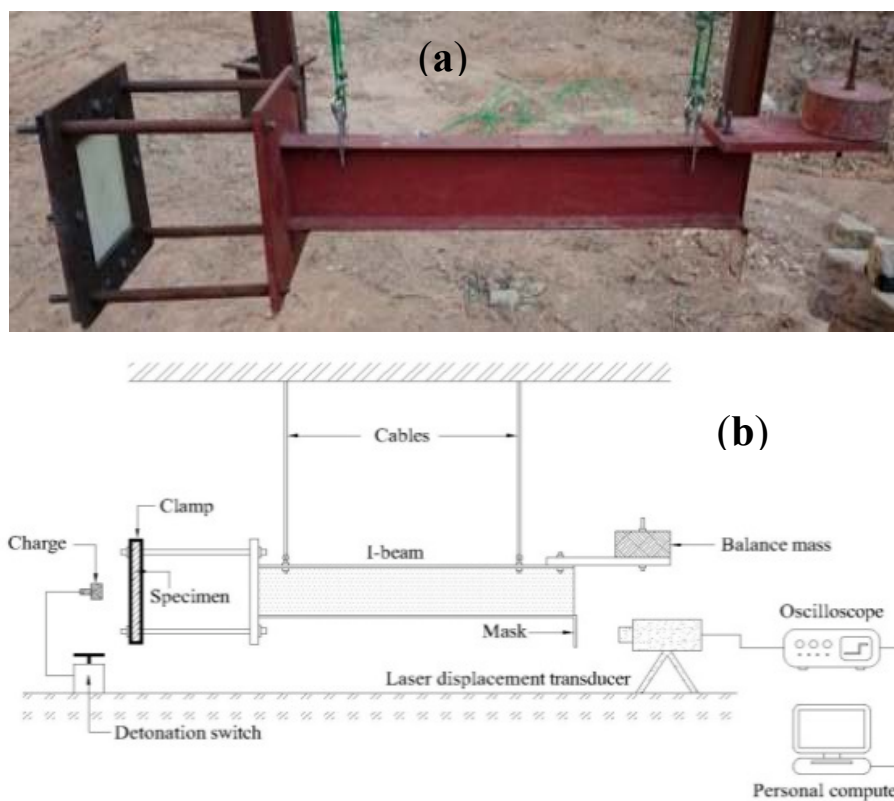 (a)
(b)
Cables
Clamp
Charge
I-beam
Balance mass
Specimen
Oscilloscope
Mask
Laser displacement transducer
Detonation switch
Personal compute